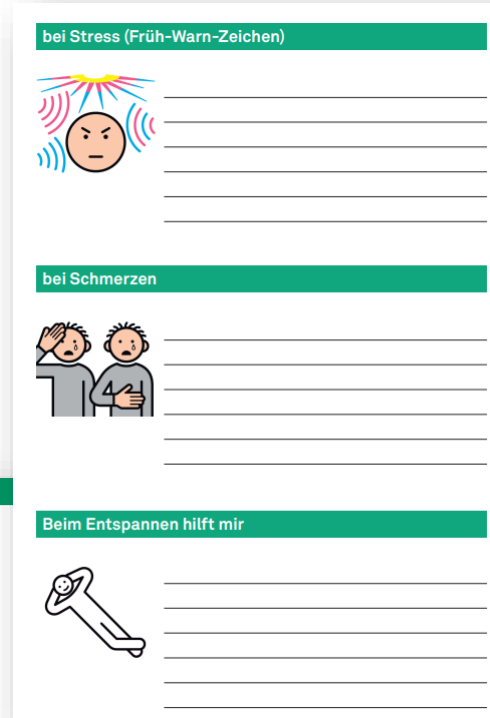 bei Stress (Früh-Warn-Zeichen)
bei Schmerzen
Beim Entspannen hilft mir